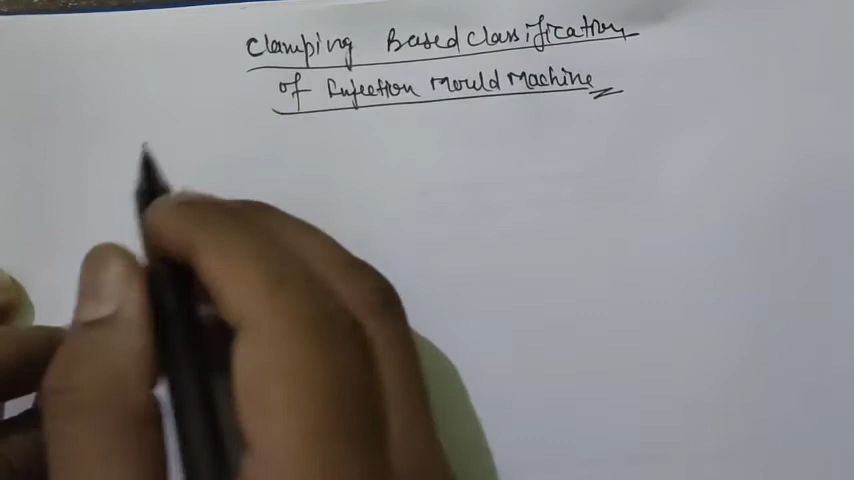 Clamping Based Classification
of Injection Mould Machine